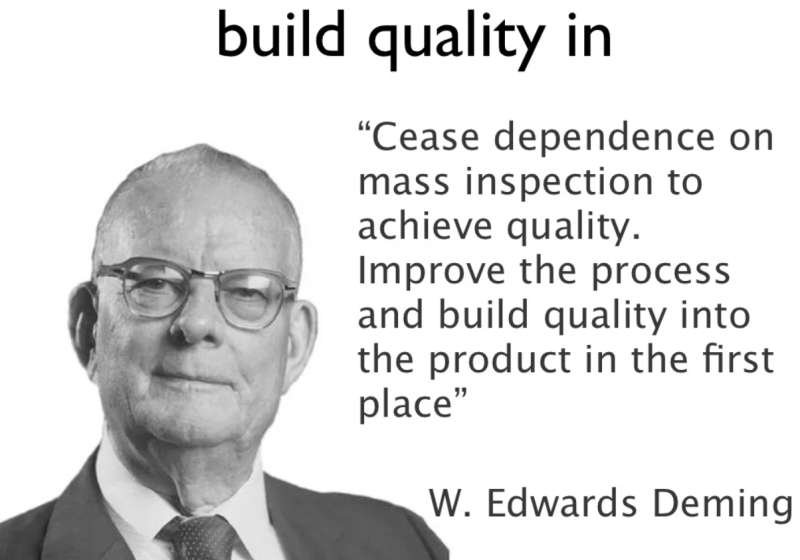 build quality in
“Cease dependence on
mass inspection to
achieve quality.
Improve the process
and build quality into
the product in the first
place”
W. Edwards Deming